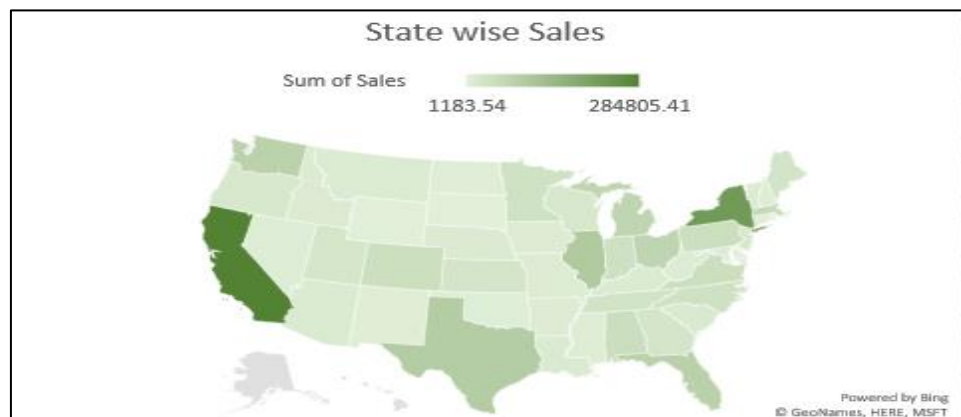 State wise Sales
Sum of Sales
1183.54 284805.41
Powered by Bing
© GeoNames, HERE, MSFT